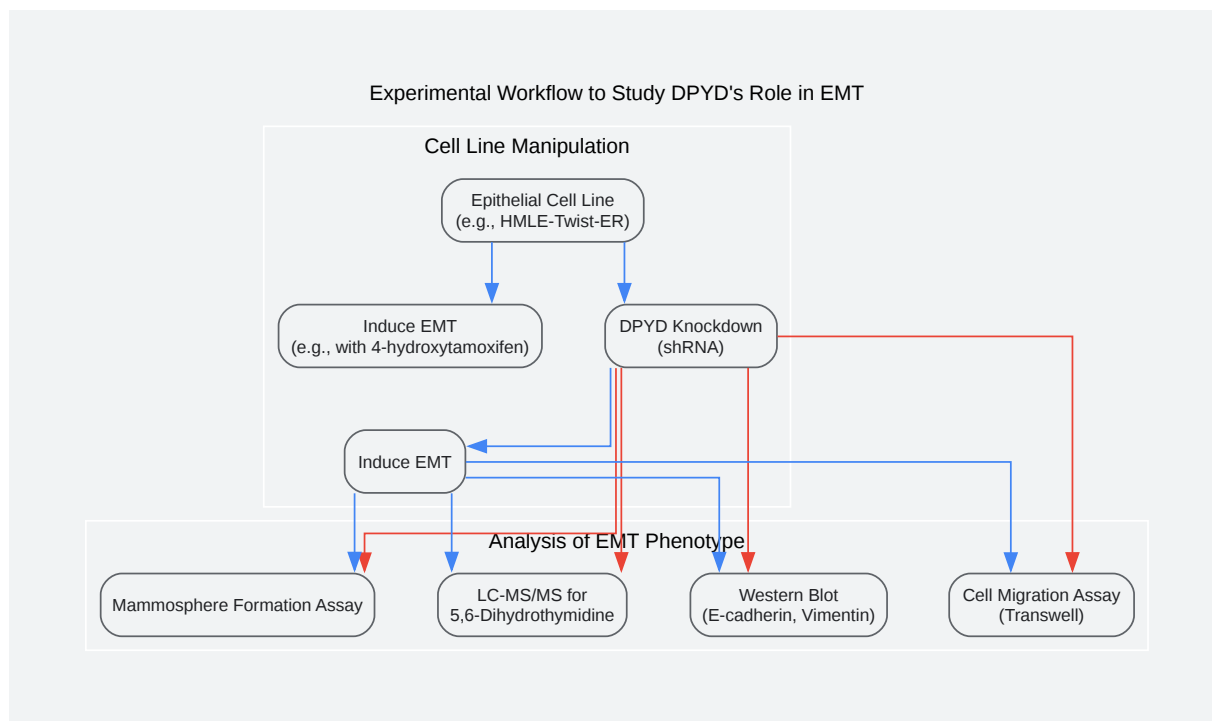 Experimental Workflow to Study DPYD's Role in EMT
Cell Line Manipulation
Epithelial Cell Line
(e.g., HMLE-Twist-ER)
Induce EMT
(e.g., with 4-hydroxytamoxifen)
DPYD Knockdown
(shRNA)
Induce EMT
Analysis of EMT Phenotype
Mammosphere Formation Assay
LC-MS/MS for
5,6-Dihydrothymidine
Western Blot
(E-cadherin, Vimentin)
Cell Migration Assay
(Transwell)